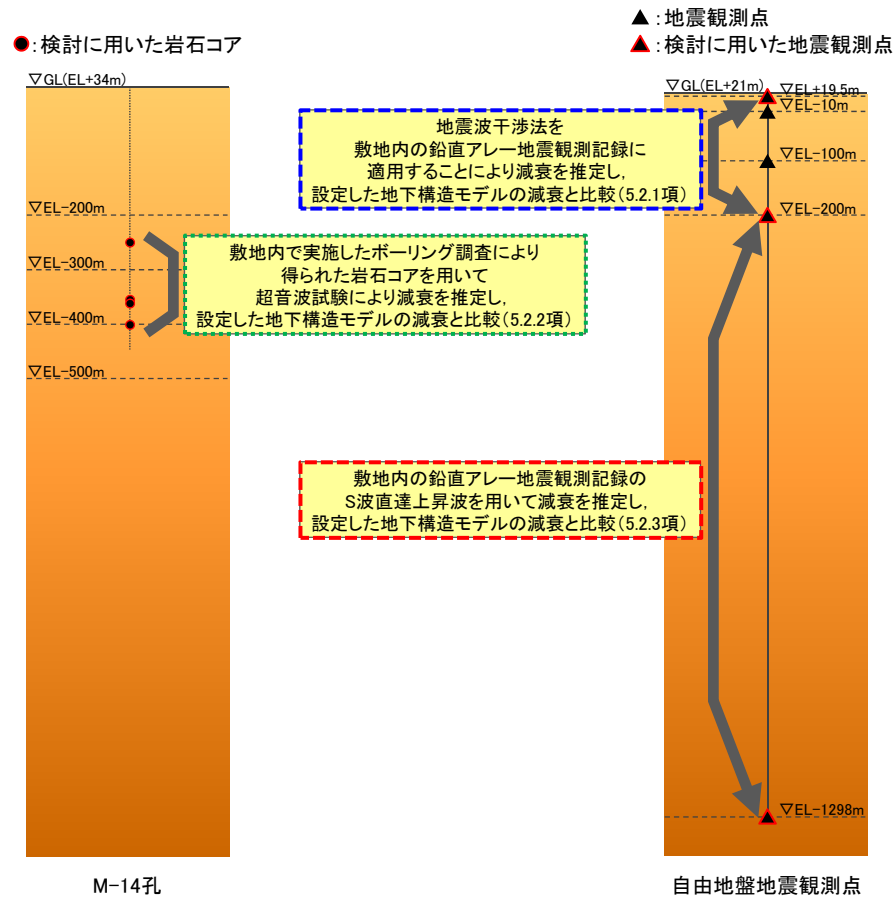 ▲:地震観測点
●:検討に用いた岩石コア
▲:検討に用いた地震観測点
▽GL(EL+34m)
▽EL-200m
▽EL-300m
▽EL-400m
▽EL-500m
M-14孔
地震波干渉法を
敷地内の鉛直アレー地震観測記録に
適用することにより減衰を推定し,
設定した地下構造モデルの減衰と比較(5.2.1項)
敷地内で実施したボーリング調査により
得られた岩石コアを用いて
超音波試験により減衰を推定し,
設定した地下構造モデルの減衰と比較(5.2.2項)
敷地内の鉛直アレー地震観測記録の
S波直達上昇波を用いて減衰を推定し,
設定した地下構造モデルの減衰と比較(5.2.3項)
▽GL(EL+21m)
▽EL+19.5m
▽EL-10m
▽EL-100m
▽EL-200m
▽EL-1298m
自由地盤地震観測点